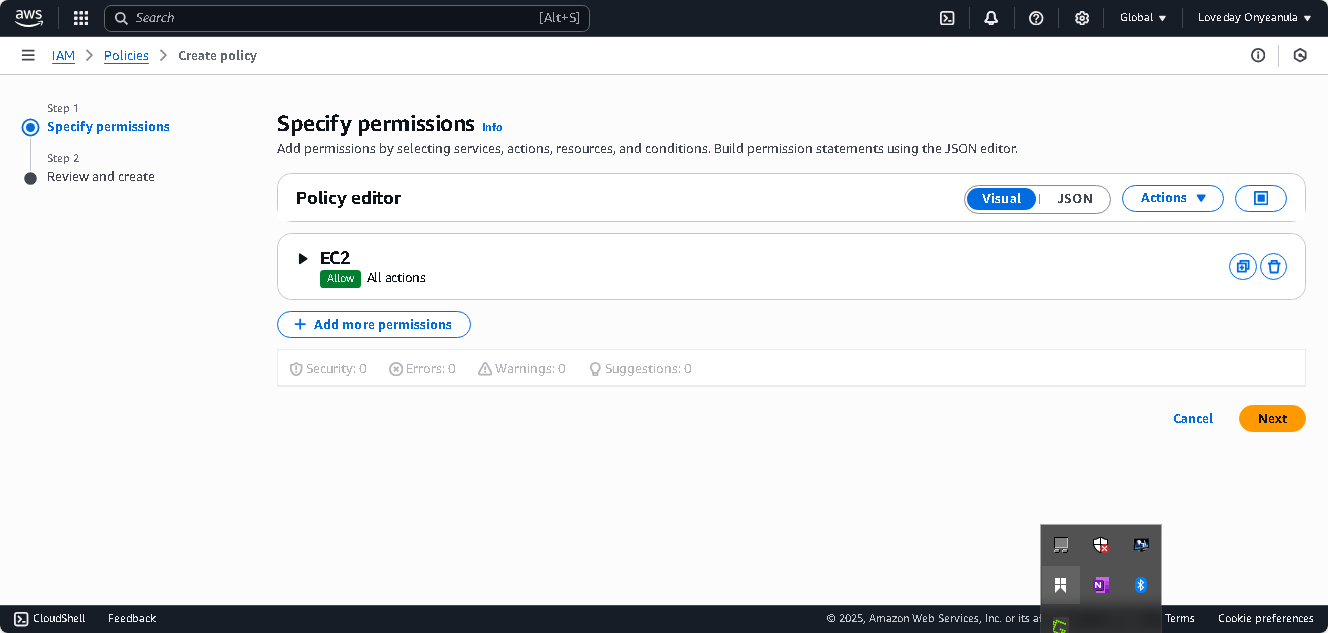 aws
Search [Alt+S]
Global
Loveday Onyeanula
IAM
Policies
Create policy
Step 1
Specify permissions
Step 2
Review and create
Specify permissions Info
Add permissions by selecting services, actions, resources, and conditions. Build permission statements using the JSON editor.
Policy editor
Visual
JSON
Actions
EC2
Allow All actions
+ Add more permissions
Security: 0
Errors: 0
Warnings: 0
Suggestions: 0
Cancel
Next
CloudShell
Feedback
© 2025, Amazon Web Services, Inc. or its
Terms
Cookie preferences
N